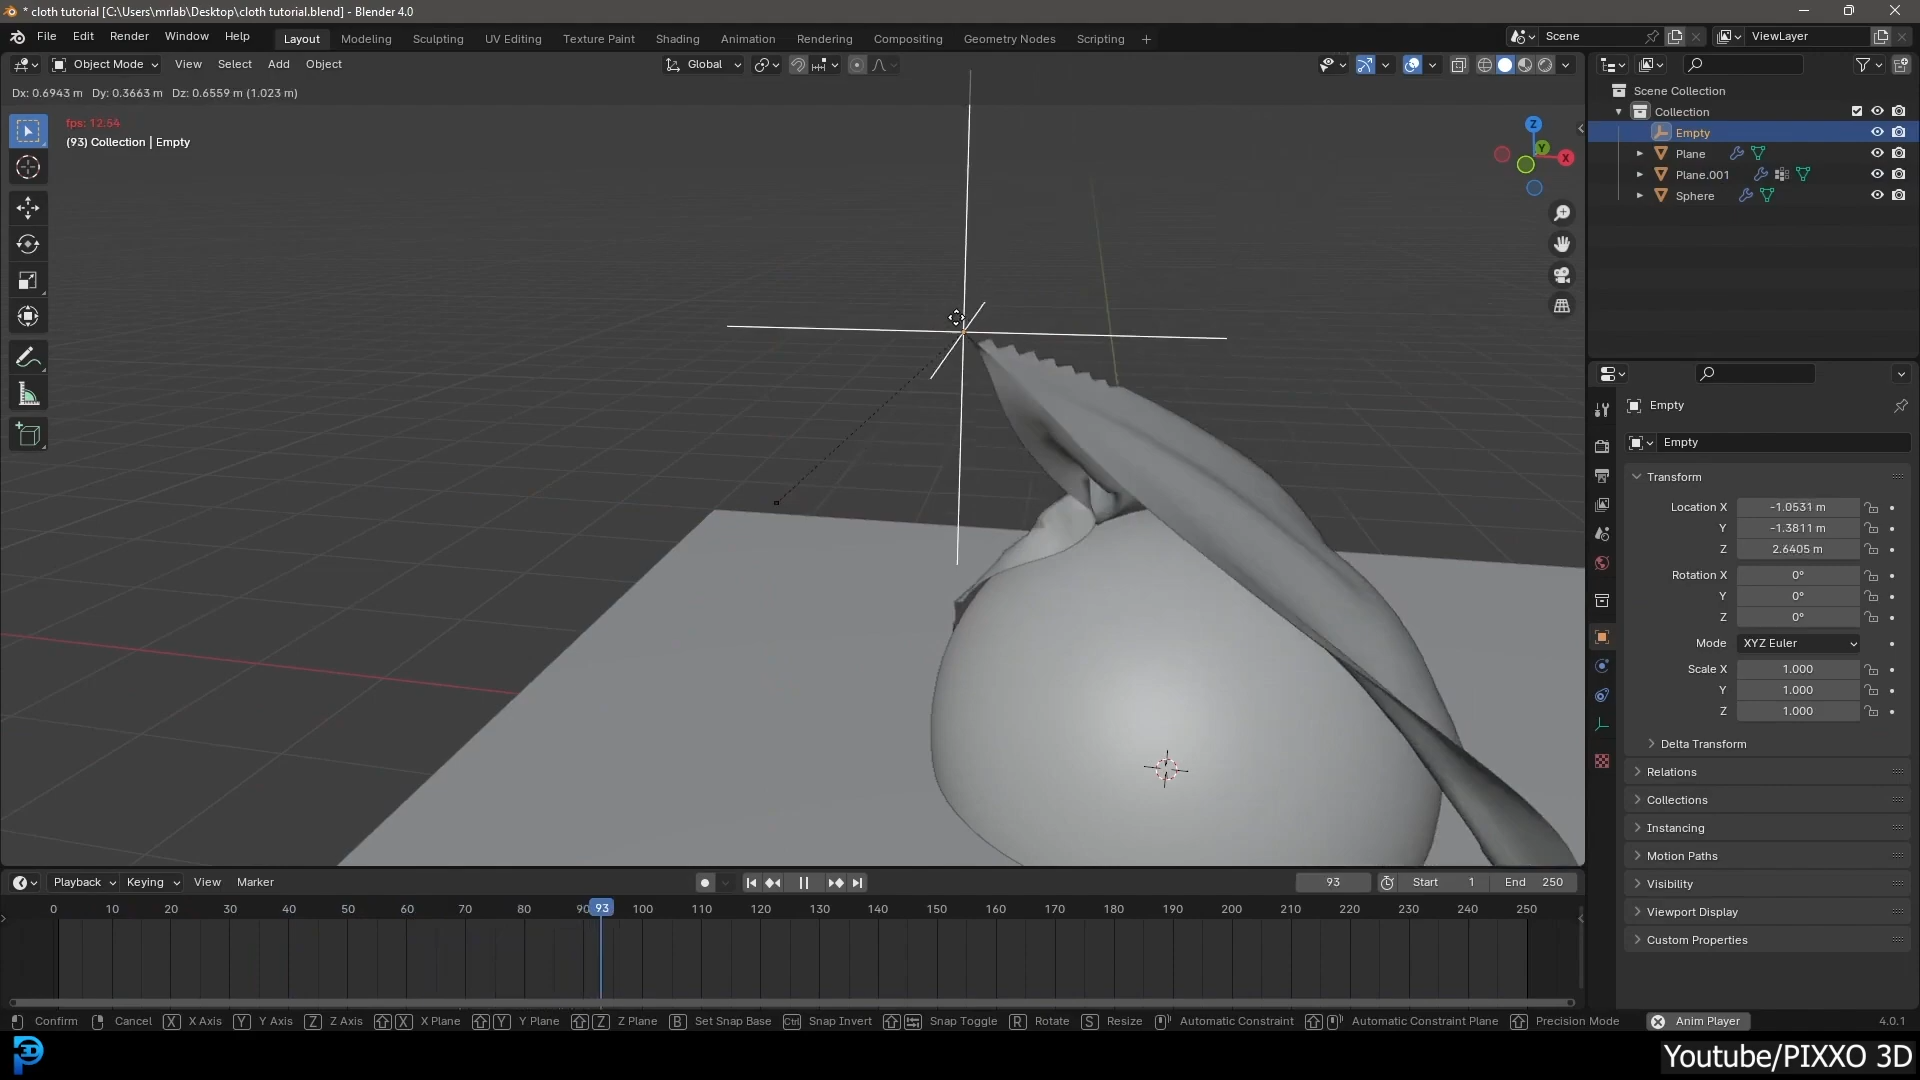 * cloth tutorial [C:\Users\mrlab\Desktop\cloth tutorial.blend] - Blender 4.0
File Edit Render Window Help Layout Modeling Sculpting UV Editing Texture Paint Shading Animation Rendering Compositing Geometry Nodes Scripting + Scene ViewLayer
Object Mode View Select Add Object Global
Dx: 0.6943 m Dy: 0.3663 m Dz: 0.6559 m (1.023 m)
fps: 12.54
(93) Collection | Empty
Z
Y
X
Scene Collection
Collection
Empty
Plane
Plane.001
Sphere
Empty
Empty
Transform
Location X -1.0531 m
Y -1.3811 m
Z 2.6405 m
Rotation X 0°
Y 0°
Z 0°
Mode XYZ Euler
Scale X 1.000
Y 1.000
Z 1.000
Delta Transform
Relations
Collections
Instancing
Motion Paths
Visibility
Viewport Display
Custom Properties
Playback Keying View Marker 93 Start 1 End 250
0 10 20 30 40 50 60 70 80 90 93 100 110 120 130 140 150 160 170 180 190 200 210 220 230 240 250
Confirm Cancel X X Axis Y Y Axis Z Z Axis X X Plane Y Y Plane Z Z Plane B Set Snap Base Ctrl Snap Invert Snap Toggle R Rotate S Resize Automatic Constraint Automatic Constraint Plane Precision Mode Anim Player 4.0.1
Youtube/PIXXO 3D